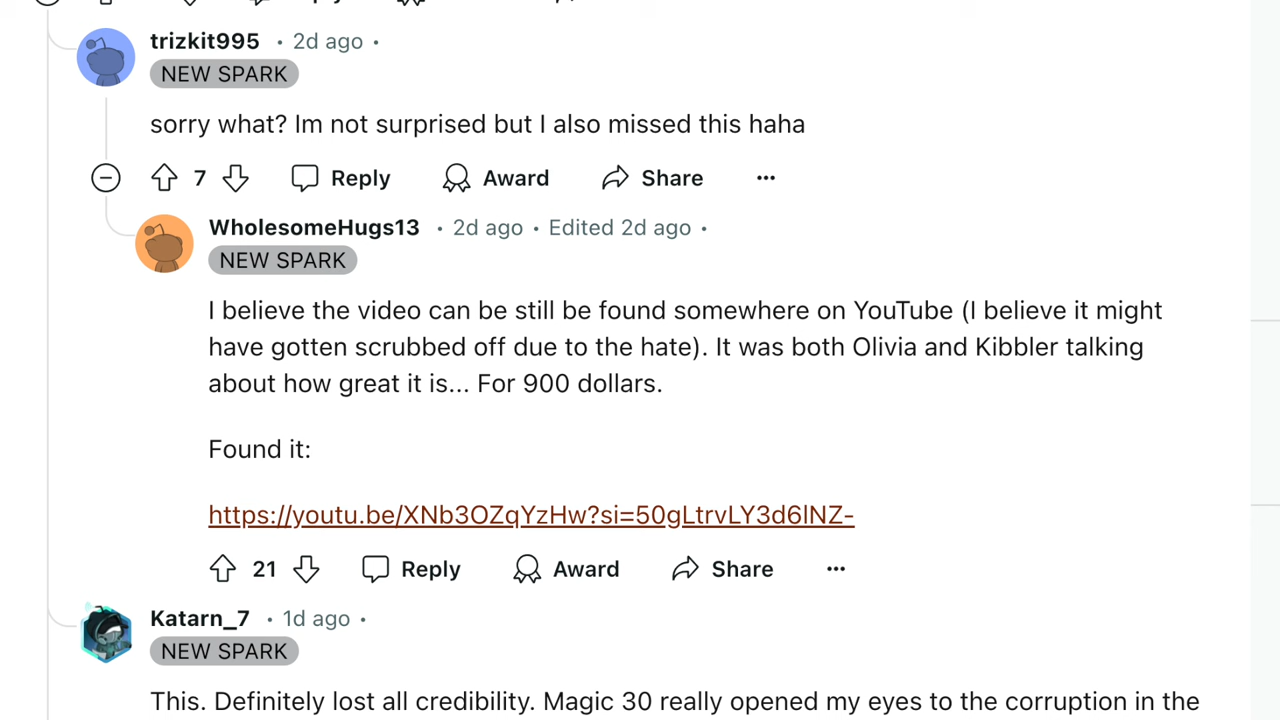 trizkit995 • 2d ago •
NEW SPARK
sorry what? Im not surprised but I also missed this haha
7 Reply Award Share ...
WholesomeHugs13 • 2d ago • Edited 2d ago •
NEW SPARK
I believe the video can be still be found somewhere on YouTube (I believe it might
have gotten scrubbed off due to the hate). It was both Olivia and Kibbler talking
about how great it is... For 900 dollars.
Found it:
https://youtu.be/XNb3OZqYzHw?si=50gLtrvLY3d6lNZ-
21 Reply Award Share ...
Katarn_7 • 1d ago •
NEW SPARK
This. Definitely lost all credibility. Magic 30 really opened my eyes to the corruption in the